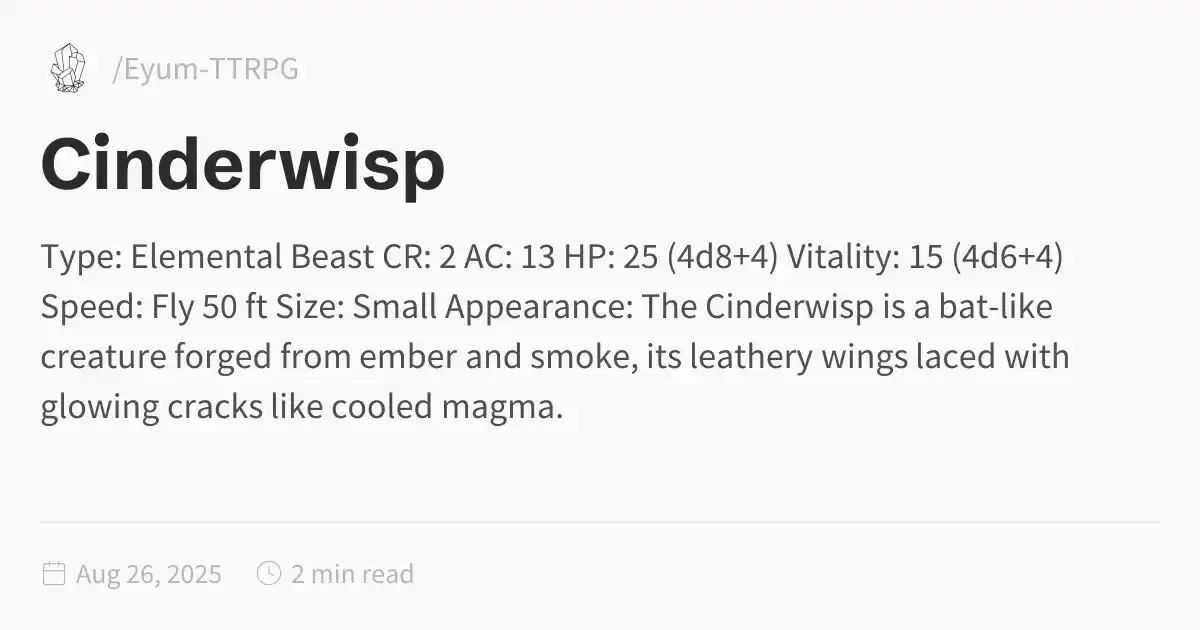 /Eyum-TTRPG
Cinderwisp
Type: Elemental Beast CR: 2 AC: 13 HP: 25 (4d8+4) Vitality: 15 (4d6+4)
Speed: Fly 50 ft Size: Small Appearance: The Cinderwisp is a bat-like
creature forged from ember and smoke, its leathery wings laced with
glowing cracks like cooled magma.
Aug 26, 2025 2 min read